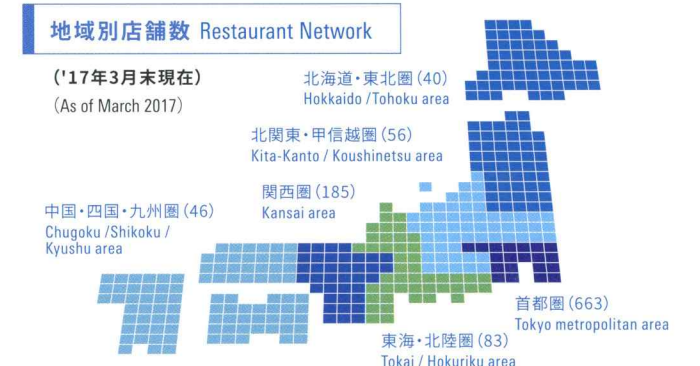 地域別店舗数 Restaurant Network
('17年3月末現在)
(As of March 2017)
北海道・東北圏(40)
Hokkaido /Tohoku area
北関東・甲信越圏(56)
Kita-Kanto / Koushinetsu area
関西圏(185)
Kansai area
中国・四国・九州圏(46)
Chugoku /Shikoku /
Kyushu area
首都圏(663)
Tokyo metropolitan area
東海・北陸圏(83)
Tokai / Hokuriku area